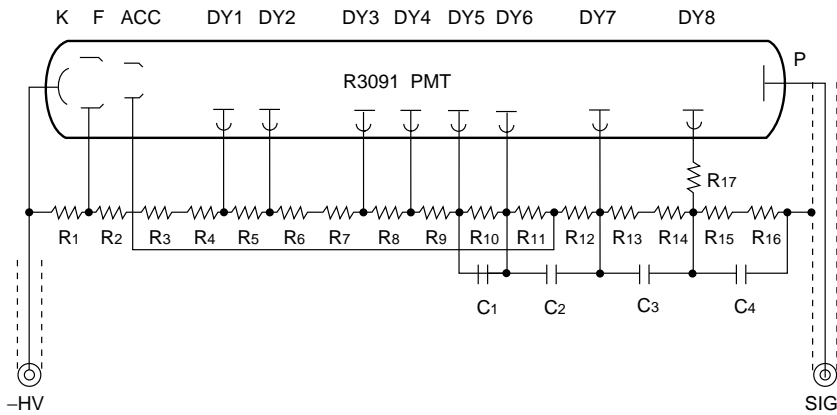 K F ACC DY1 DY2 DY3 DY4 DY5 DY6 DY7 DY8
P
R3091 PMT
R17
R1 R2 R3 R4 R5 R6 R7 R8 R9 R10 R11 R12 R13 R14 R15 R16
C1 C2 C3 C4
–HV SIG